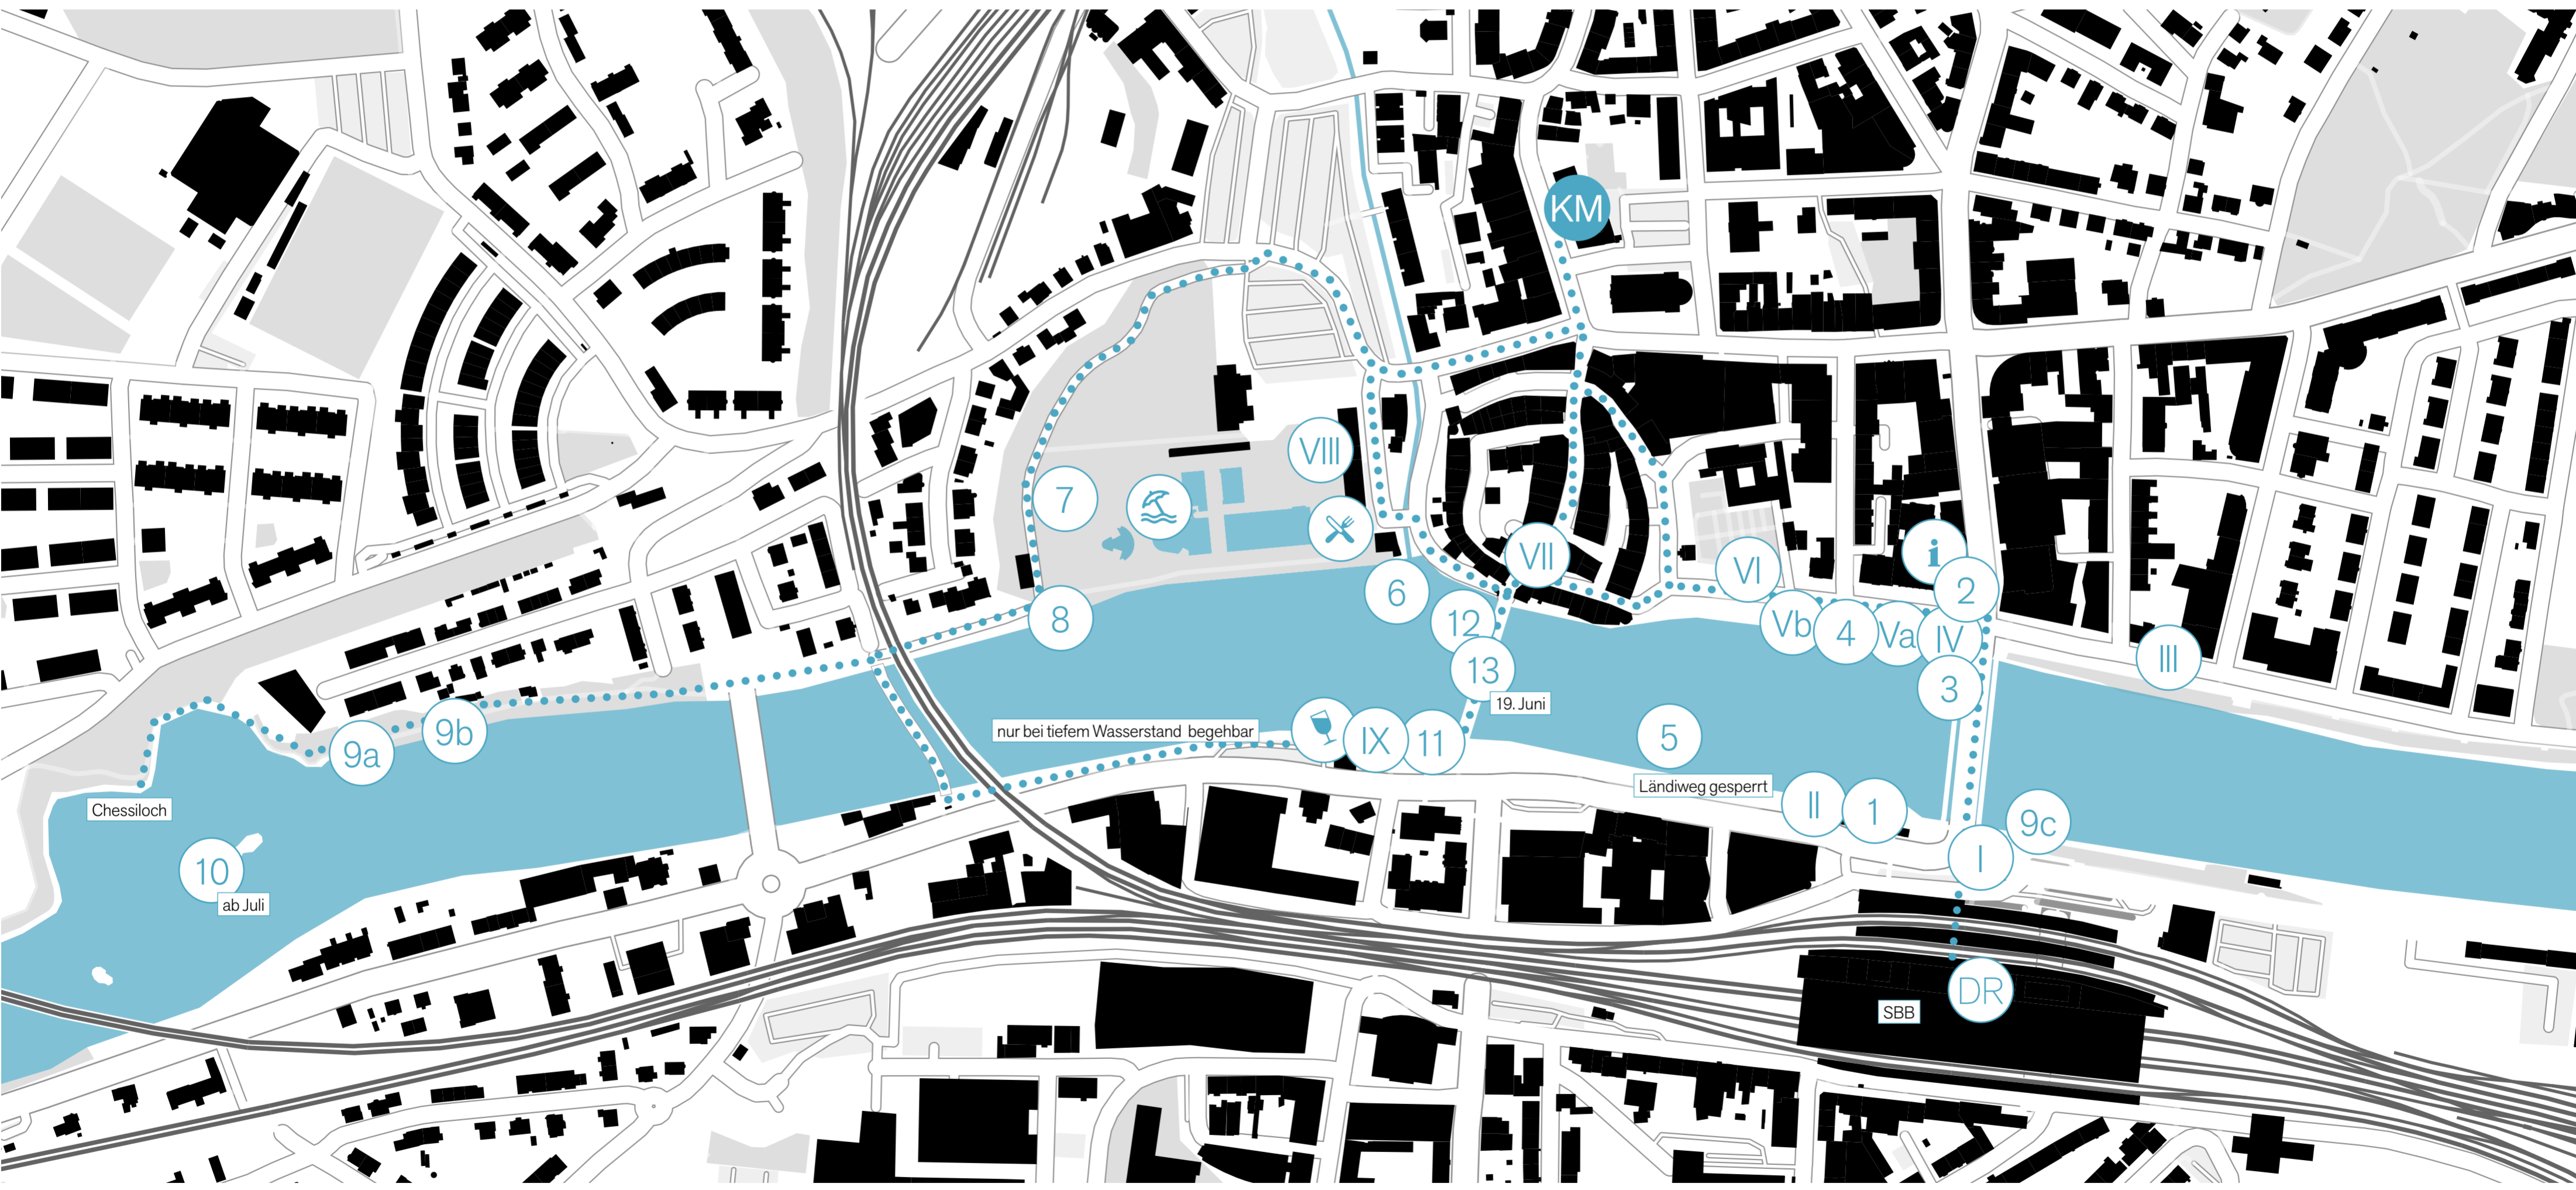 KM
VIII
7
i
VII
VI
2
6
8
12
Vb
4
Va
IV
III
13
3
19. Juni
9b
9a
nur bei tiefem Wasserstand begehbar
IX
11
5
Ländiweg gesperrt
Chessiloch
II
1
9c
10
ab Juli
I
DR
SBB